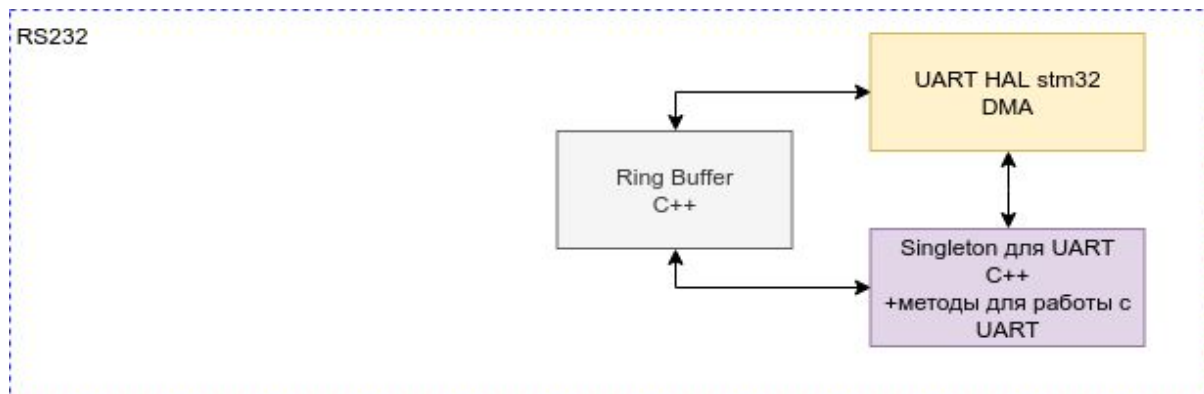 RS232
UART HAL stm32
DMA
Ring Buffer
C++
Singleton для UART
C++
+методы для работы с
UART